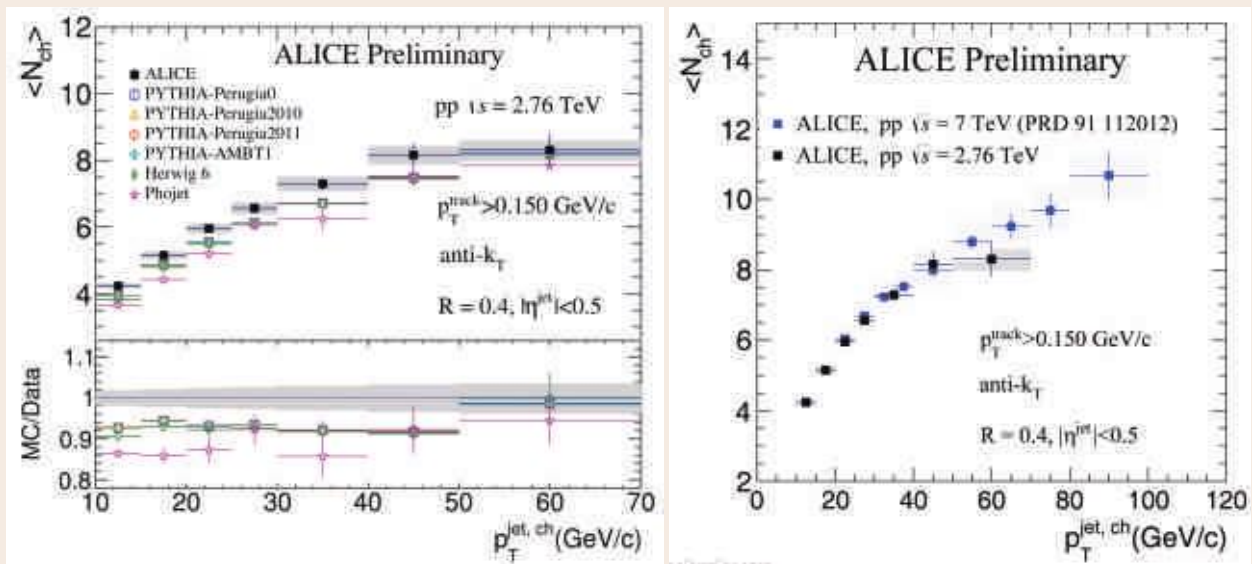 ALICE Preliminary
<N_ch>
12
10
8
6
4
ALICE
PYTHIA-Perugia0
PYTHIA-Perugia2010
PYTHIA-Perugia2011
PYTHIA-AMBT1
Herwig 6
Phojet
pp √s = 2.76 TeV
p_T^track>0.150 GeV/c
anti-k_T
R = 0.4, |η^jet|<0.5
MC/Data
1.1
1
0.9
0.8
10 20 30 40 50 60 70
p_T^jet, ch (GeV/c)
ALICE Preliminary
<N_ch>
14
12
10
8
6
4
2
ALICE, pp √s = 7 TeV (PRD 91 112012)
ALICE, pp √s = 2.76 TeV
p_T^track>0.150 GeV/c
anti-k_T
R = 0.4, |η^jet|<0.5
0 20 40 60 80 100 120
p_T^jet, ch (GeV/c)